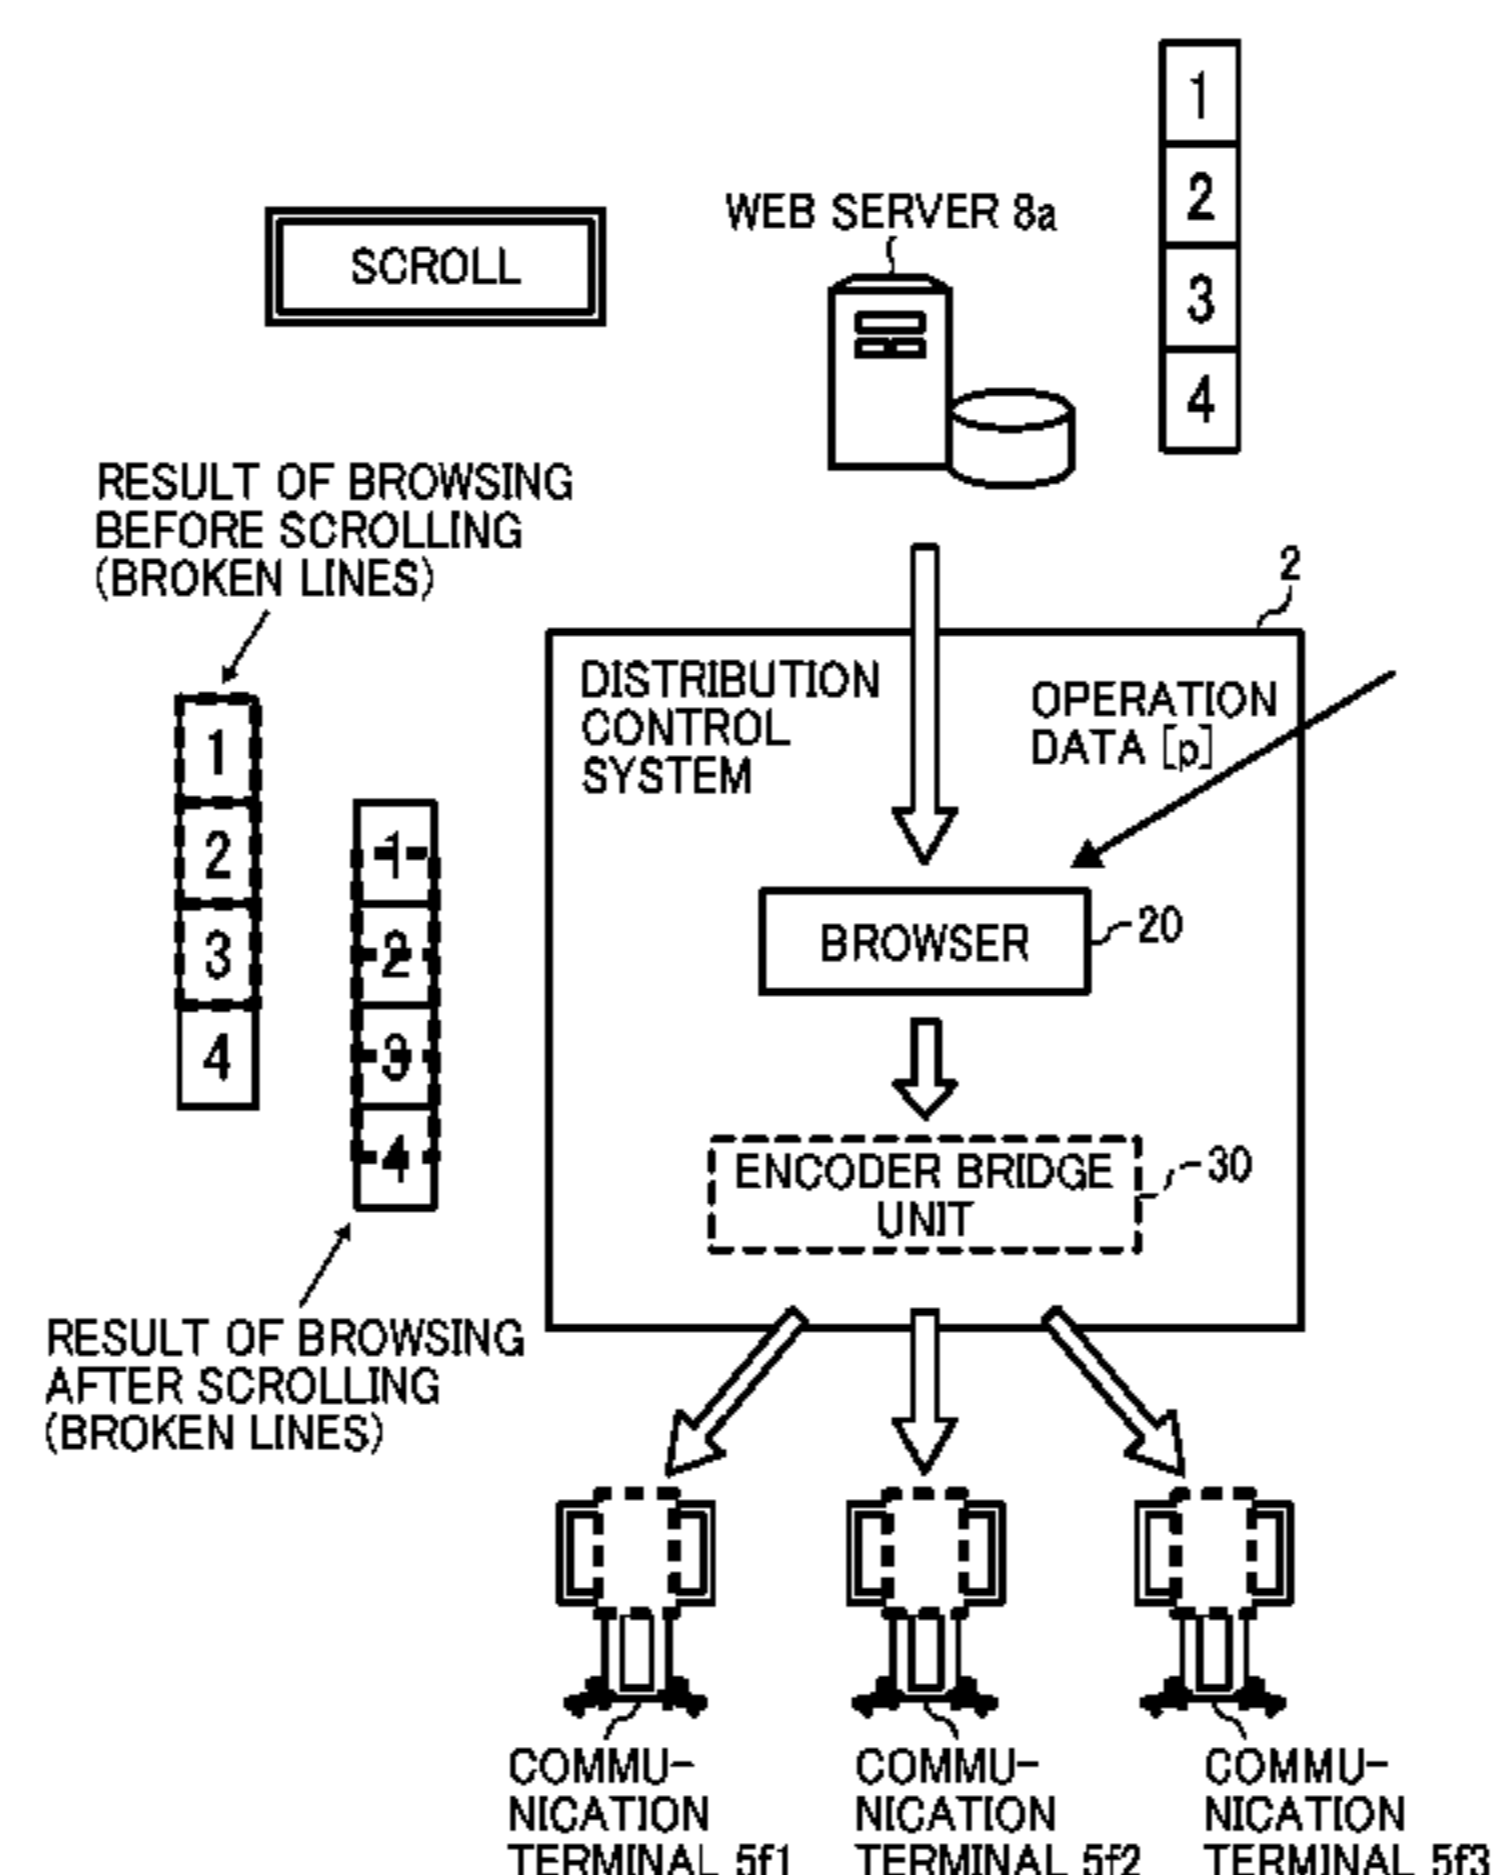 1
2
3
4
SCROLL
WEB SERVER 8a
RESULT OF BROWSING
BEFORE SCROLLING
(BROKEN LINES)
1
2
3
4
1
2
3
4
RESULT OF BROWSING
AFTER SCROLLING
(BROKEN LINES)
2
DISTRIBUTION
CONTROL
SYSTEM
OPERATION
DATA [p]
BROWSER
20
ENCODER BRIDGE
UNIT
30
COMMU-
NICATION
TERMINAL 5f1
COMMU-
NICATION
TERMINAL 5f2
COMMU-
NICATION
TERMINAL 5f3